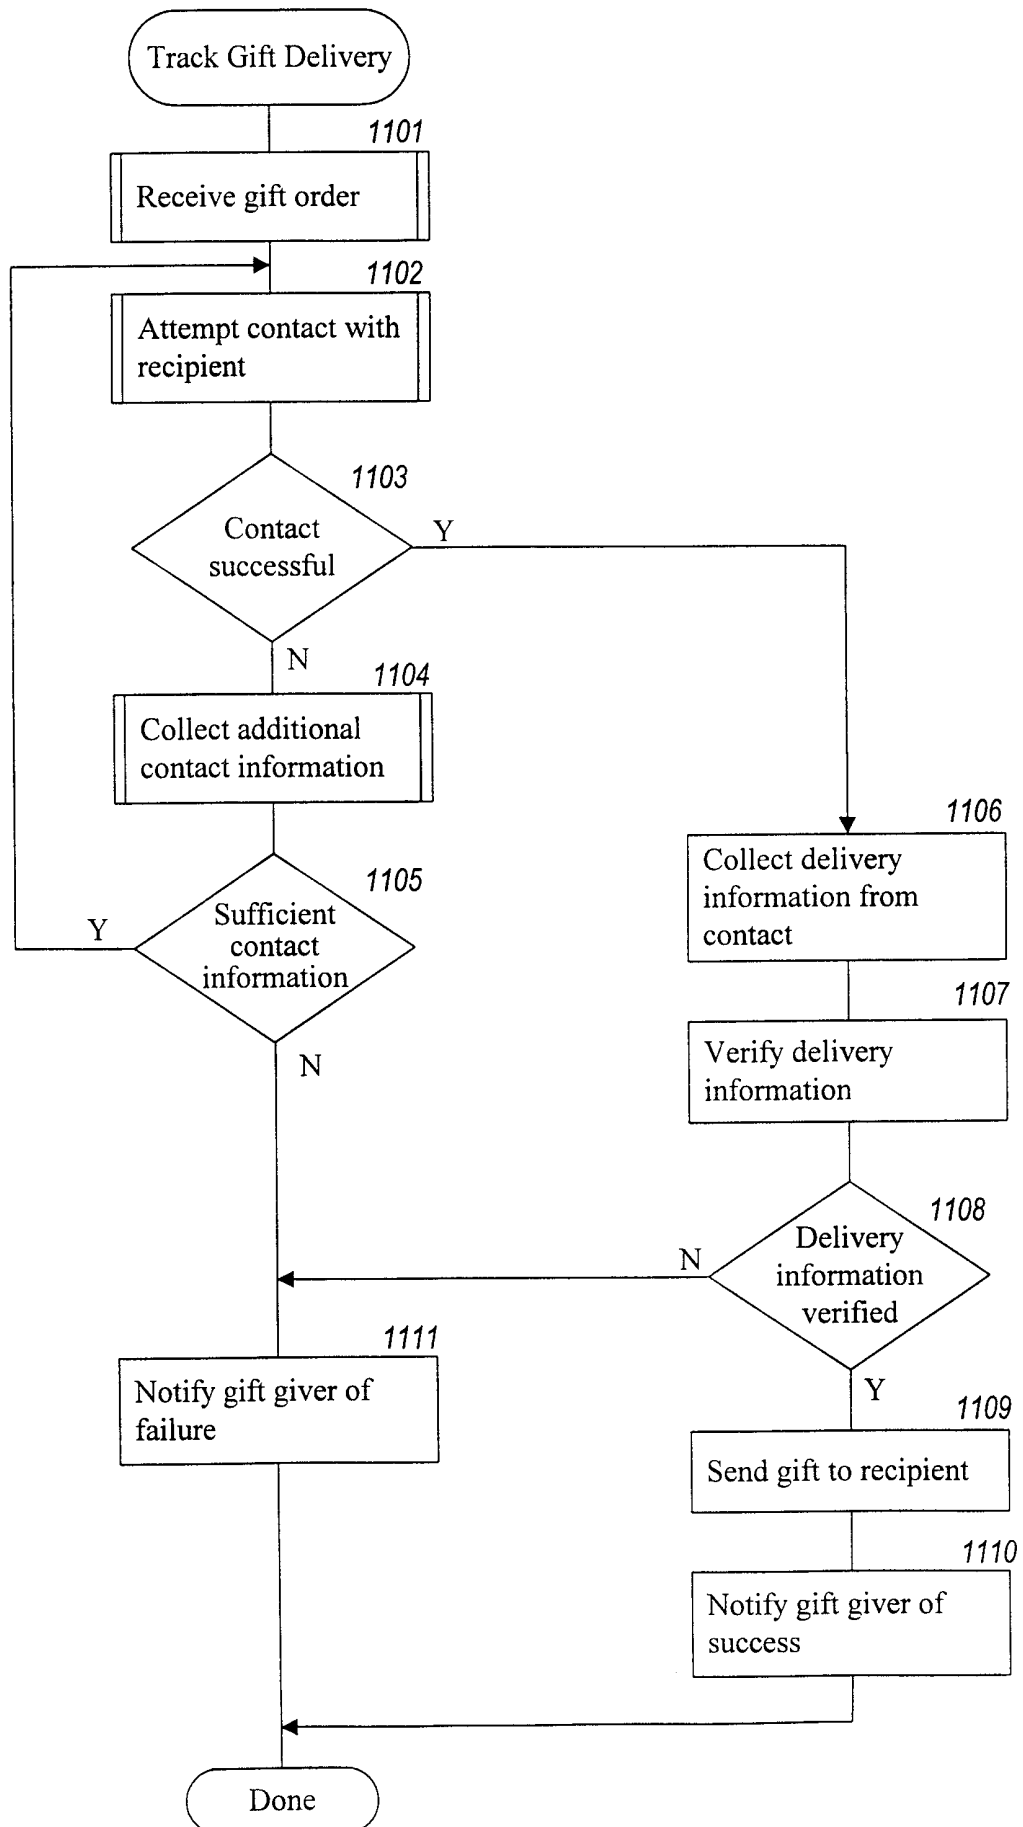 Track Gift Delivery
1101
Receive gift order
1102
Attempt contact with
recipient
1103
Contact
successful
Y
N
1104
Collect additional
contact information
1105
Sufficient
contact
information
Y
N
1106
Collect delivery
information from
contact
1107
Verify delivery
information
1108
Delivery
information
verified
N
Y
1111
Notify gift giver of
failure
1109
Send gift to recipient
1110
Notify gift giver of
success
Done